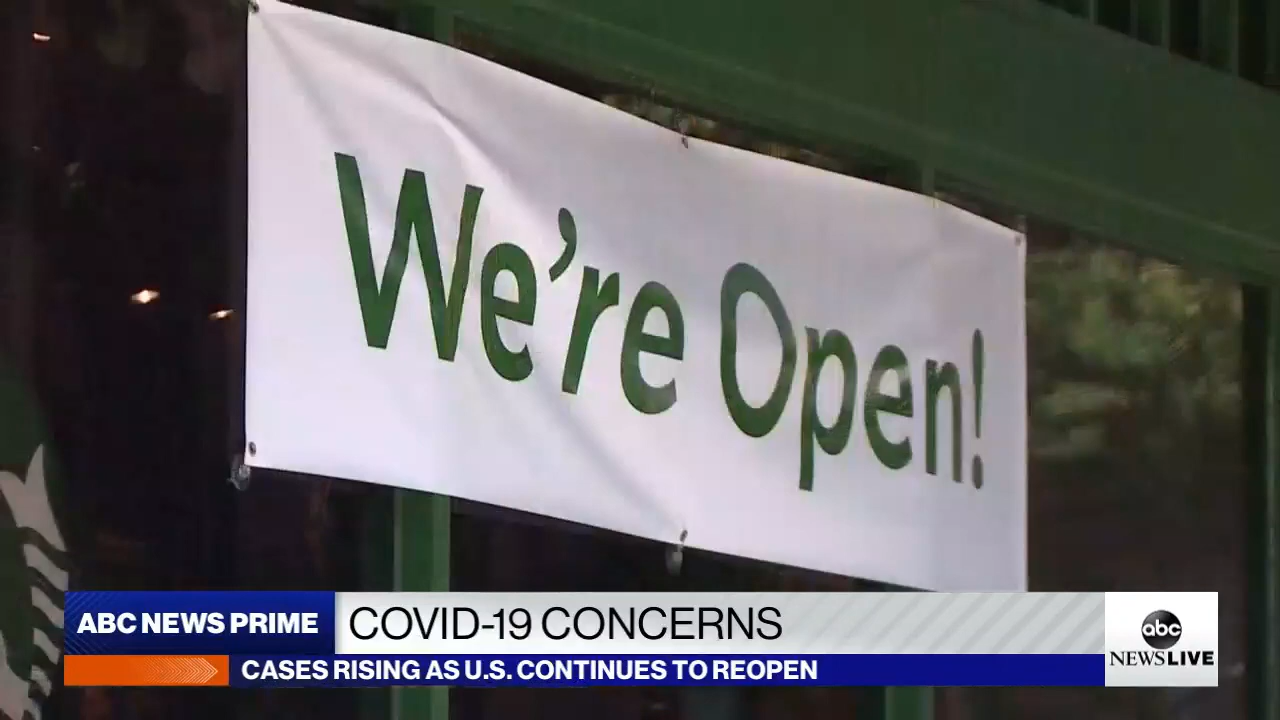 We're Open!
ABC NEWS PRIME
COVID-19 CONCERNS
CASES RISING AS U.S. CONTINUES TO REOPEN
abc
NEWSLIVE